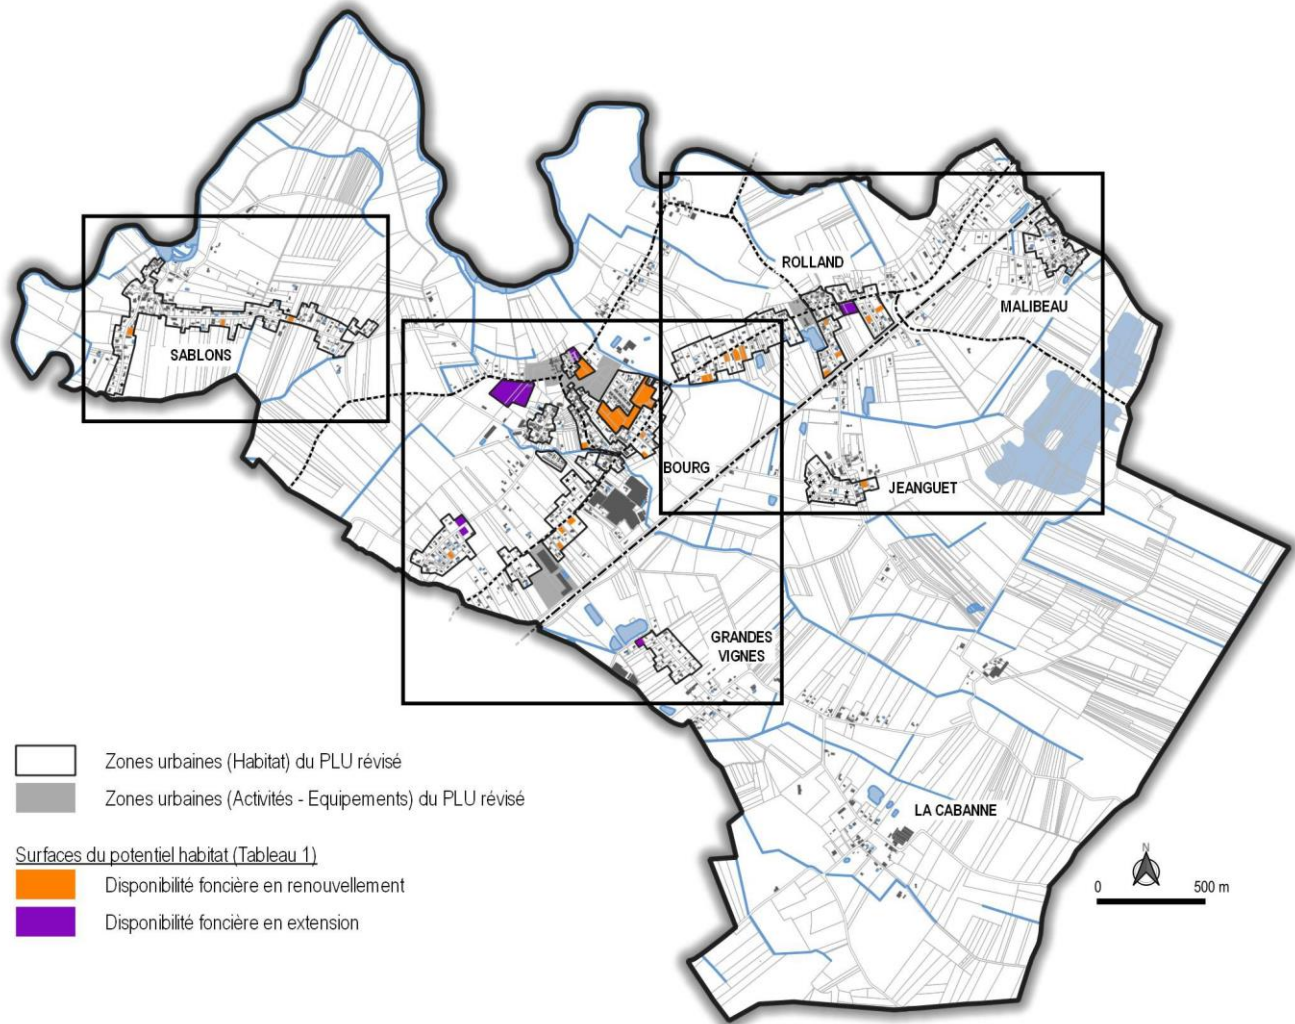 ROLLAND
MALIBEAU
SABLONS
BOURG
JEANGUET
GRANDES
VIGNES
LA CABANNE
Zones urbaines (Habitat) du PLU révisé
Zones urbaines (Activités - Equipements) du PLU révisé
Surfaces du potentiel habitat (Tableau 1)
Disponibilité foncière en renouvellement
Disponibilité foncière en extension
N
0 500 m